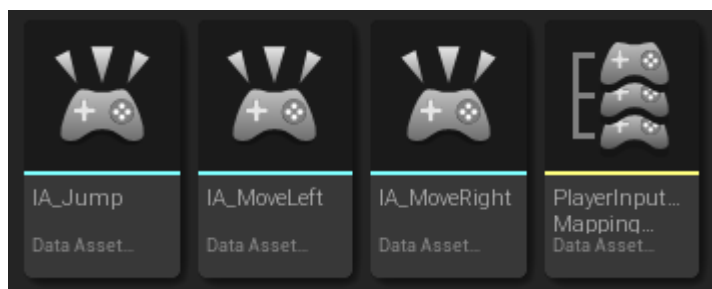 IA_Jump
Data Asset...
IA_MoveLeft
Data Asset...
IA_MoveRight
Data Asset...
PlayerInput...
Mapping...
Data Asset...